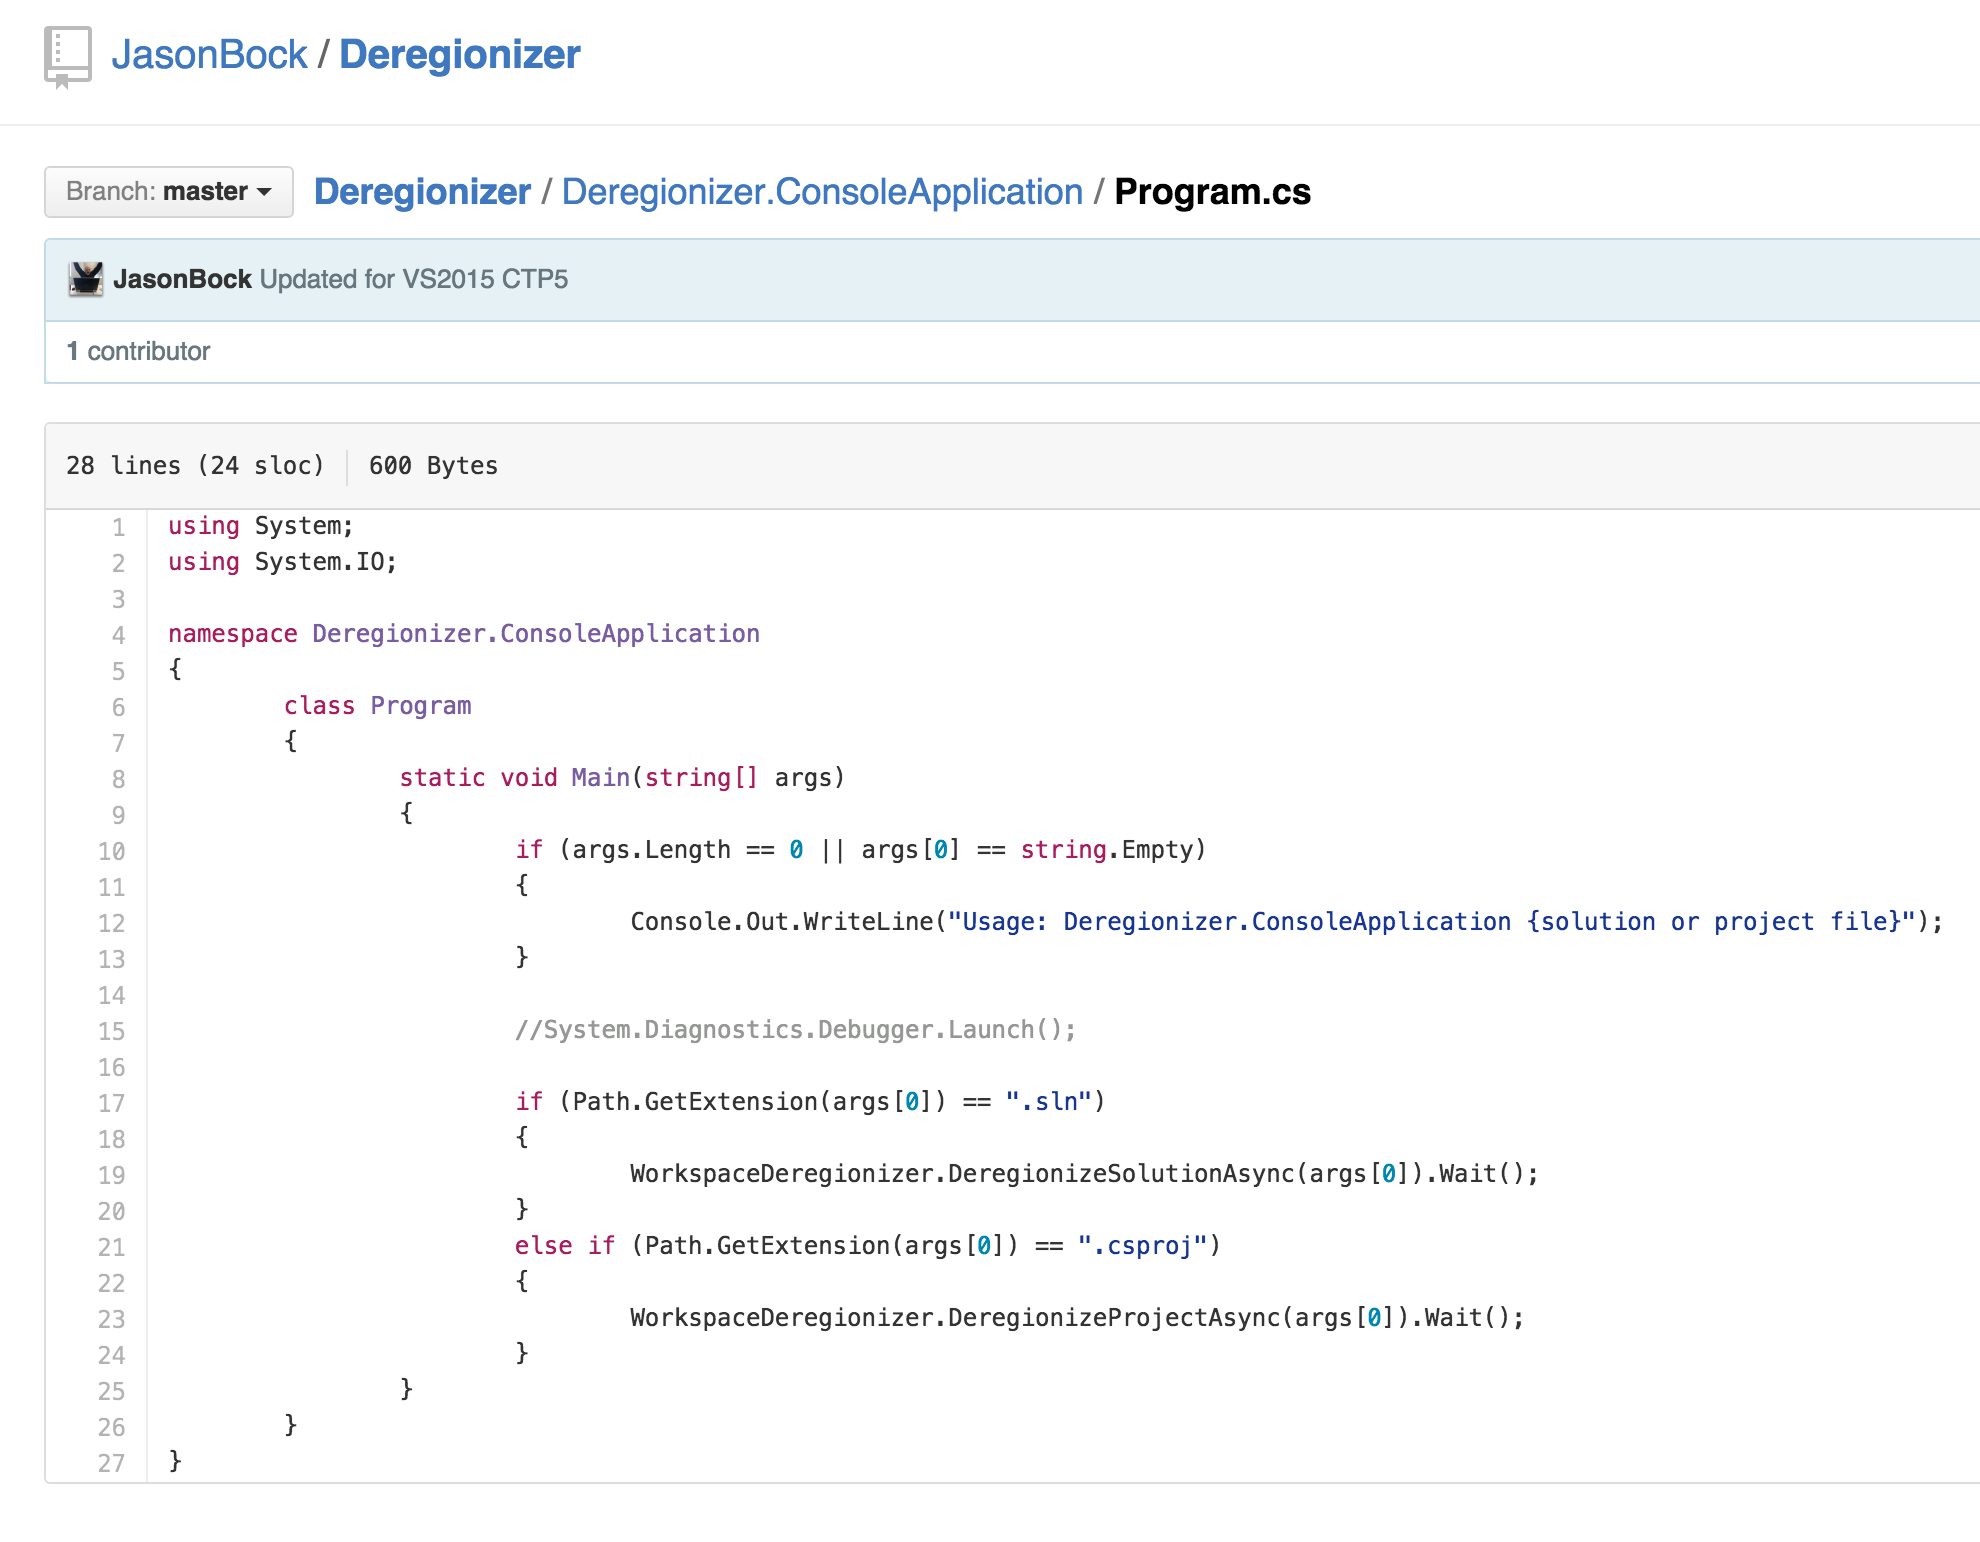 JasonBock / Deregionizer
Branch: master Deregionizer / Deregionizer.ConsoleApplication / Program.cs
JasonBock Updated for VS2015 CTP5
1 contributor
28 lines (24 sloc) 600 Bytes
1 using System;
2 using System.IO;
3
4 namespace Deregionizer.ConsoleApplication
5 {
6 class Program
7 {
8 static void Main(string[] args)
9 {
10 if (args.Length == 0 || args[0] == string.Empty)
11 {
12 Console.Out.WriteLine("Usage: Deregionizer.ConsoleApplication {solution or project file}");
13 }
14
15 //System.Diagnostics.Debugger.Launch();
16
17 if (Path.GetExtension(args[0]) == ".sln")
18 {
19 WorkspaceDeregionizer.DeregionizeSolutionAsync(args[0]).Wait();
20 }
21 else if (Path.GetExtension(args[0]) == ".csproj")
22 {
23 WorkspaceDeregionizer.DeregionizeProjectAsync(args[0]).Wait();
24 }
25 }
26 }
27 }